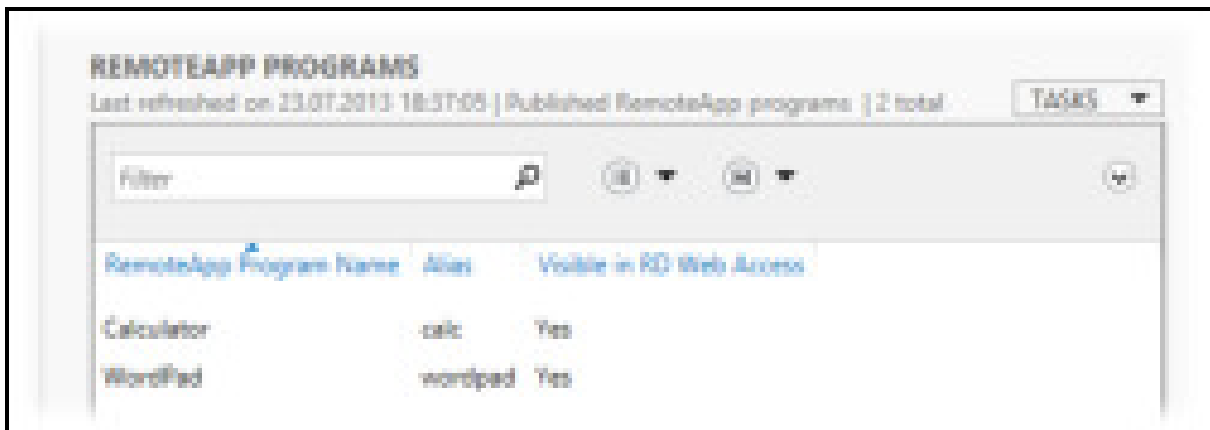 REMOTEAPP PROGRAMS
Last refreshed on 23.07.2013 18:37:05 | Published RemoteApp programs | 2 total
TASKS
Filter
RemoteApp Program Name Alias Visible in RD Web Access
Calculator calc Yes
WordPad wordpad Yes